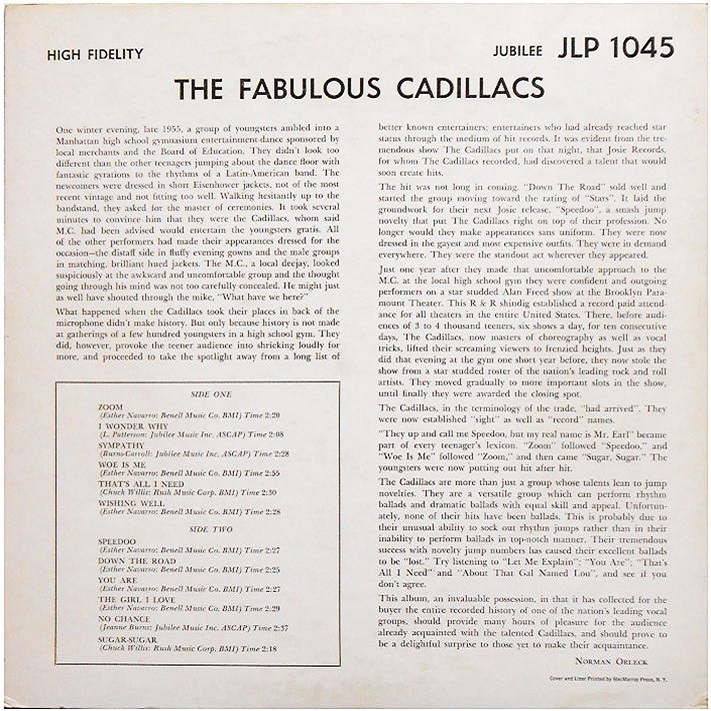 HIGH FIDELITY
JUBILEE JLP 1045
THE FABULOUS CADILLACS
One winter evening, late 1955, a group of youngsters ambled into a
Manhattan high school gymnasium entertainment-dance sponsored by
local merchants and the Board of Education. They didn't look too
different than the other teenagers jumping about the dance floor with
fantastic gyrations to the rhythms of a Latin-American band. The
newcomers were dressed in short Eisenhower jackets, not of the most
recent vintage and not fitting too well. Walking hesitantly up to the
bandstand, they asked for the master of ceremonies. It took several
minutes to convince him that they were the Cadillacs, whom said
M.C. had been advised would entertain the youngsters gratis. All
of the other performers had made their appearances dressed for the
occasion—the distaff side in fluffy evening gowns and the male groups
in matching, brilliant hued jackets. The M.C., a local deejay, looked
suspiciously at the awkward and uncomfortable group and the thought
going through his mind was not too carefully concealed. He might just
as well have shouted through the mike, "What have we here?"
What happened when the Cadillacs took their places in back of the
microphone didn't make history. But only because history is not made
at gatherings of a few hundred youngsters in a high school gym. They
did, however, provoke the teener audience into shrieking loudly for
more, and proceeded to take the spotlight away from a long list of
SIDE ONE
ZOOM
(Esther Navarro: Benell Music Co. BMI) Time 2:20
I WONDER WHY
(L. Patterson: Jubilee Music Inc. ASCAP) Time 2:08
SYMPATHY
(Burns-Carroll: Jubilee Music Inc. ASCAP) Time 2:28
WOE IS ME
(Esther Navarro: Benell Music Co. BMI) Time 2:55
THAT'S ALL I NEED
(Chuck Willis: Rush Music Corp. BMI) Time 2:30
WISHING WELL
(Esther Navarro: Benell Music Co. BMI) Time 2:28
SIDE TWO
SPEEDOO
(Esther Navarro: Benell Music Co. BMI) Time 2:27
DOWN THE ROAD
(Esther Navarro: Benell Music Co. BMI) Time 2:25
YOU ARE
(Esther Navarro: Benell Music Co. BMI) Time 2:27
THE GIRL I LOVE
(Esther Navarro: Benell Music Co. BMI) Time 2:29
NO CHANCE
(Jeanne Burns: Jubilee Music Inc. ASCAP) Time 2:37
SUGAR-SUGAR
(Chuck Willis: Rush Music Corp. BMI) Time 2:18
better known entertainers; entertainers who had already reached star
status through the medium of hit records. It was evident from the tre-
mendous show The Cadillacs put on that night, that Josie Records,
for whom The Cadillacs recorded, had discovered a talent that would
soon create hits.
The hit was not long in coming. "Down The Road" sold well and
started the group moving toward the rating of "Stars". It laid the
groundwork for their next Josie release, "Speedoo", a smash jump
novelty that put The Cadillacs right on top of their profession. No
longer would they make appearances sans uniform. They were now
dressed in the gayest and most expensive outfits. They were in demand
everywhere. They were the standout act wherever they appeared.
Just one year after they made that uncomfortable approach to the
M.C. at the local high school gym they were confident and outgoing
performers on a star studded Alan Freed show at the Brooklyn Para-
mount Theater. This R & R shindig established a record paid attend-
ance for all theaters in the entire United States. There, before audi-
ences of 3 to 4 thousand teeners, six shows a day, for ten consecutive
days, The Cadillacs, now masters of choreography as well as vocal
tricks, lifted their screaming viewers to frenzied heights. Just as they
did that evening at the gym one short year before, they now stole the
show from a star studded roster of the nation's leading rock and roll
artists. They moved gradually to more important slots in the show,
until finally they were awarded the closing spot.
The Cadillacs, in the terminology of the trade, "had arrived". They
were now established "sight" as well as "record" names.
"They up and call me Speedoo, but my real name is Mr. Earl" became
part of every teenager's lexicon. "Zoom" followed "Speedoo," and
"Woe Is Me" followed "Zoom," and then came "Sugar, Sugar." The
youngsters were now putting out hit after hit.
The Cadillacs are more than just a group whose talents lean to jump
novelties. They are a versatile group which can perform rhythm
ballads and dramatic ballads with equal skill and appeal. Unfortun-
ately, none of their hits have been ballads. This is probably due to
their unusual ability to sock out rhythm jumps rather than in their
inability to perform ballads in top-notch manner. Their tremendous
success with novelty jump numbers has caused their excellent ballads
to be "lost." Try listening to "Let Me Explain"; "You Are"; "That's
All I Need" and "About That Gal Named Lou", and see if you
don't agree.
This album, an invaluable possession, in that it has collected for the
buyer the entire recorded history of one of the nation's leading vocal
groups, should provide many hours of pleasure for the audience
already acquainted with the talented Cadillacs, and should prove to
be a delightful surprise to those yet to make their acquaintance.
NORMAN ORLECK
Cover and Liner Printed by MacMurray Press, N. Y.